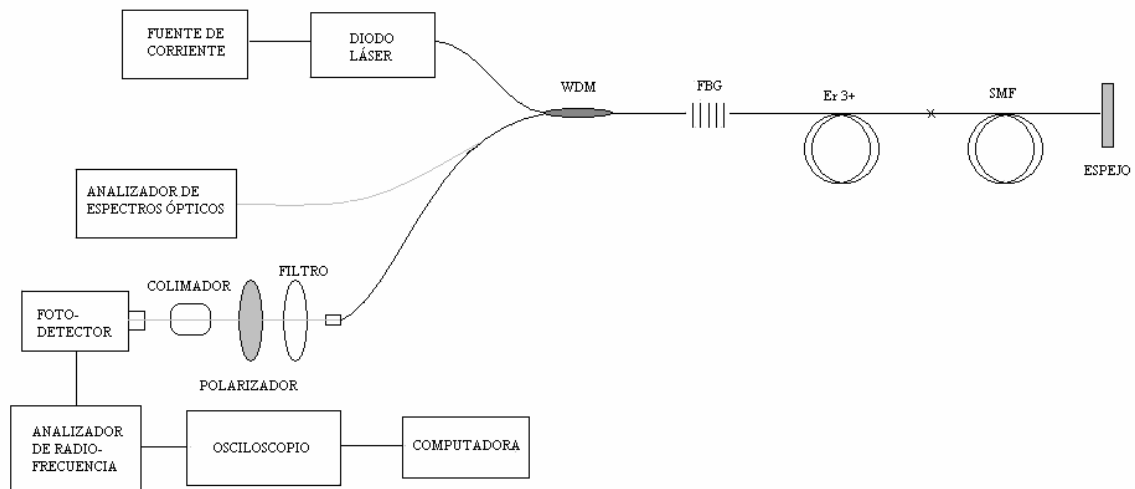 FUENTE DE
CORRIENTE
DIODO
LÁSER
WDM
FBG
Er 3+
SMF
ESPEJO
ANALIZADOR DE
ESPECTROS ÓPTICOS
COLIMADOR
FILTRO
FOTO-
DETECTOR
POLARIZADOR
ANALIZADOR
DE RADIO-
FRECUENCIA
OSCILOSCOPIO
COMPUTADORA